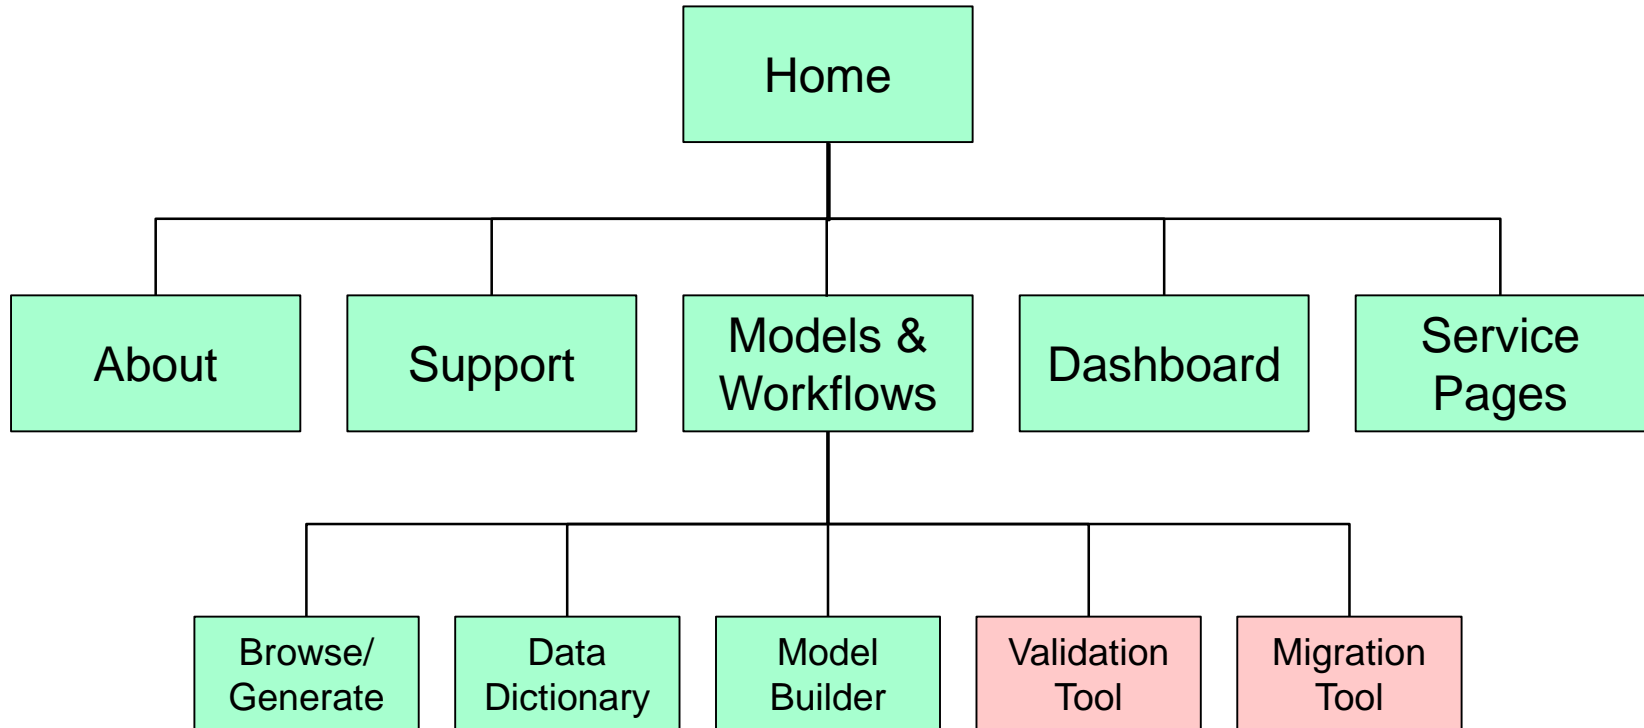 Home
About
Support
Models &
Workflows
Dashboard
Service
Pages
Browse/
Generate
Data
Dictionary
Model
Builder
Validation
Tool
Migration
Tool